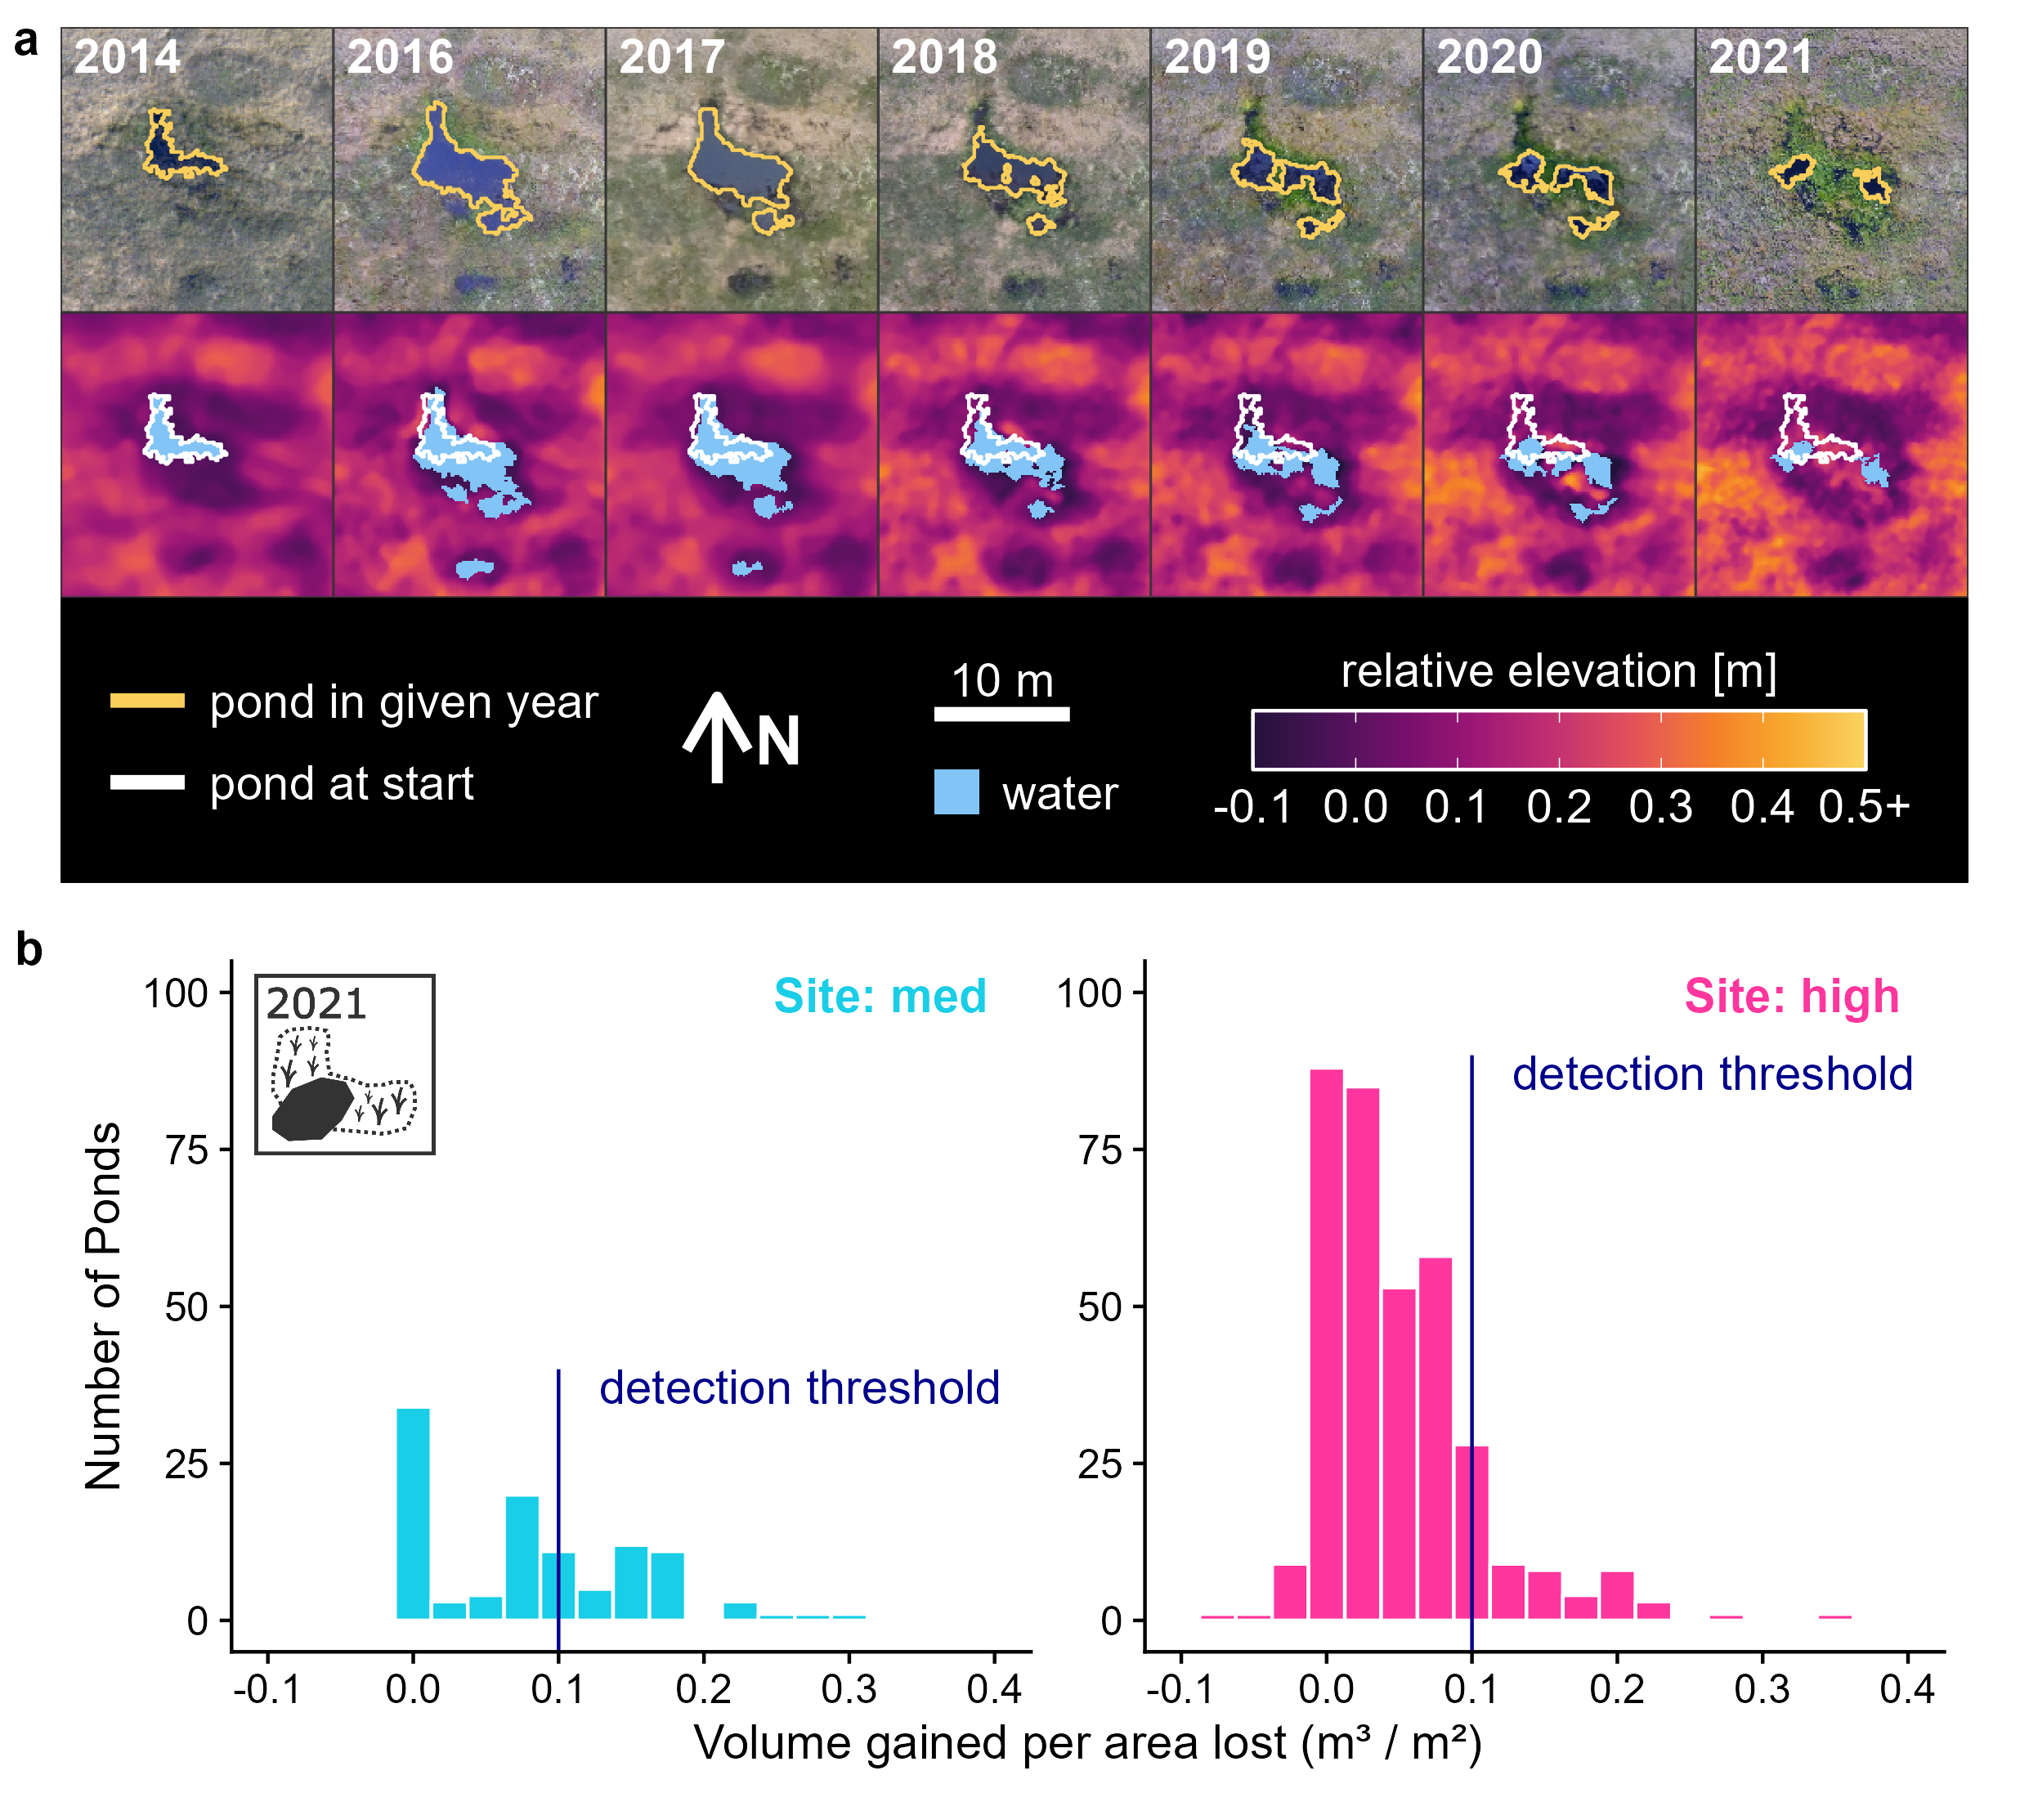 a
2014 2016 2017 2018 2019 2020 2021
pond in given year
pond at start
N
10 m
water
relative elevation [m]
-0.1 0.0 0.1 0.2 0.3 0.4 0.5+
b
Number of Ponds
100
75
50
25
0
2021
Site: med
detection threshold
-0.1 0.0 0.1 0.2 0.3 0.4
100
75
50
25
0
Site: high
detection threshold
-0.1 0.0 0.1 0.2 0.3 0.4
Volume gained per area lost (m³ / m²)